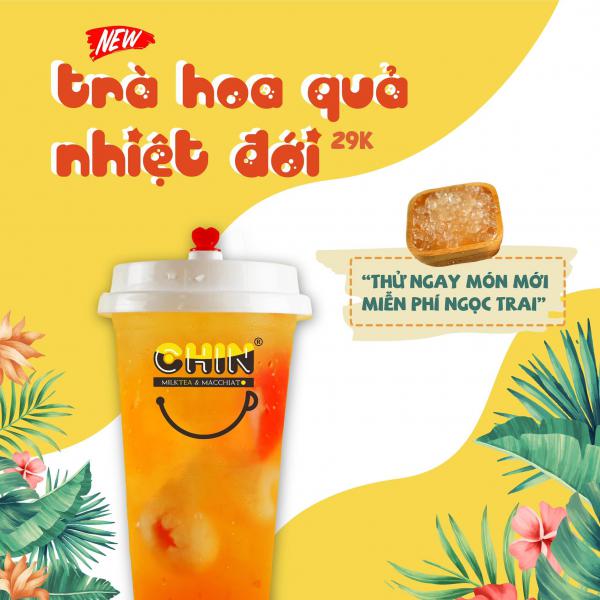 NEW
trà hoa quả
nhiệt đới 29K
“THỬ NGAY MÓN MỚI
MIỄN PHÍ NGỌC TRAI”
CHIN®
MILKTEA & MACCHIATO